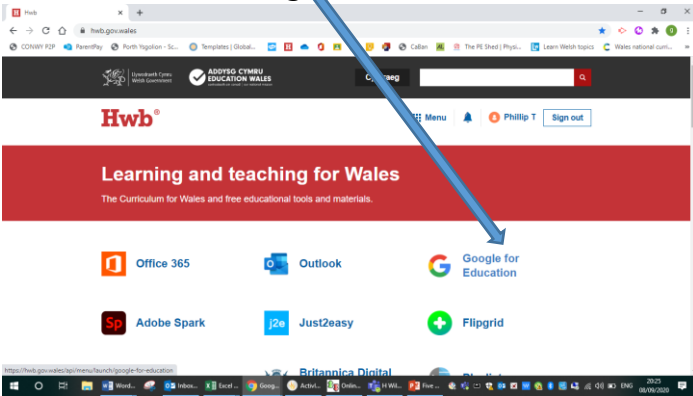 Hwb
hwb.gov.wales
CONWY P2P
ParentPay
Porth Ysgolion - Sc...
Templates | Global...
CaBan
The PE Shed | Physi...
Learn Welsh topics
Wales national curri...
Llywodraeth Cymru
Welsh Government
ADDYSG CYMRU
EDUCATION WALES
Hwb
Menu
Phillip T
Sign out
Learning and teaching for Wales
The Curriculum for Wales and free educational tools and materials.
Office 365
Outlook
Google for
Education
Sp
Adobe Spark
j2e
Just2easy
Flipgrid
Britannica Digital
https://hwb.gov.wales/api/menu/launch/google-for-education
Word...
Inbox...
Excel ...
Goog...
Activi...
Onlin...
H Wil...
Five ...
ENG
20:25
08/09/2020